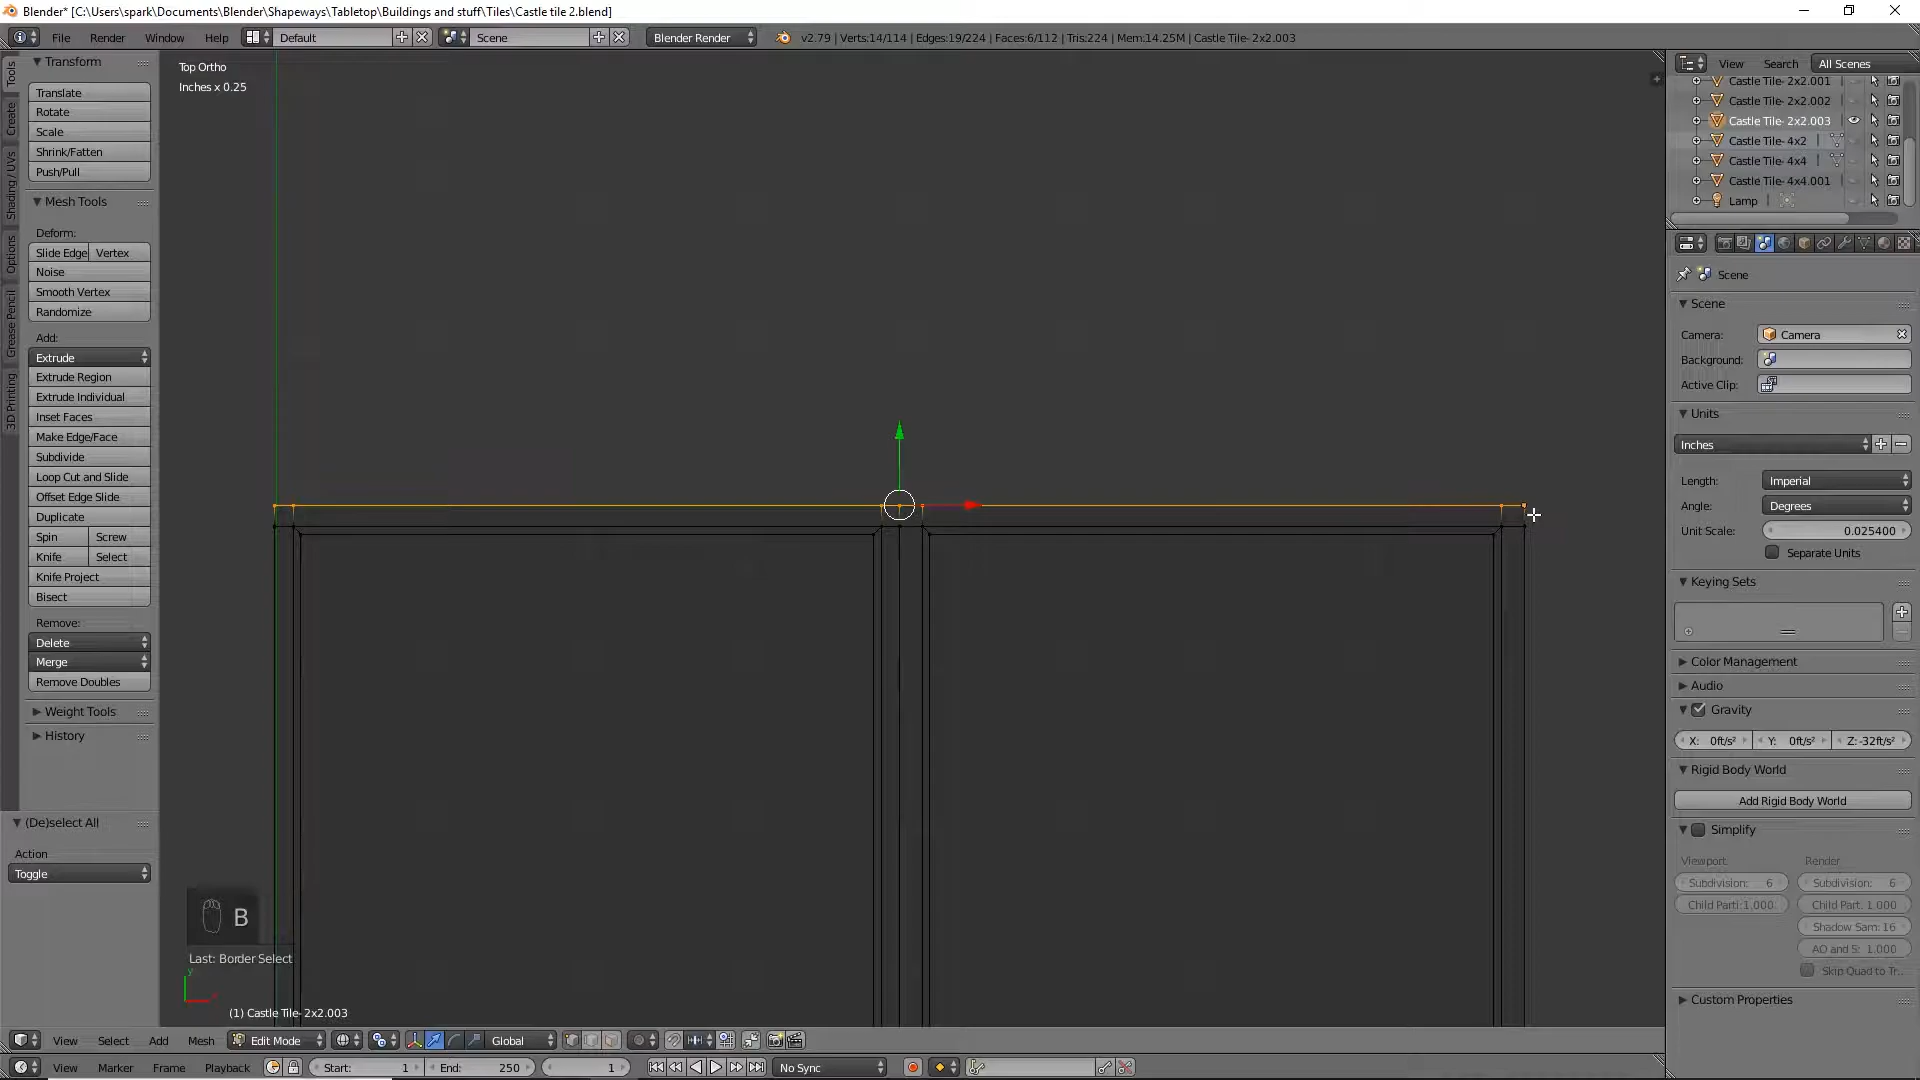 Blender* [C:\Users\spark\Documents\Blender\Shapeways\Tabletop\Buildings and stuff\Tiles\Castle tile 2.blend]
File Render Window Help Default Scene Blender Render v2.79 | Verts:14/114 | Edges:19/224 | Faces:6/112 | Tris:224 | Mem:14.25M | Castle Tile- 2x2.003
Tools
Create
Shading / UVs
Options
Grease Pencil
3D Printing
Transform
Translate
Rotate
Scale
Shrink/Fatten
Push/Pull
Mesh Tools
Deform:
Slide Edge Vertex
Noise
Smooth Vertex
Randomize
Add:
Extrude
Extrude Region
Extrude Individual
Inset Faces
Make Edge/Face
Subdivide
Loop Cut and Slide
Offset Edge Slide
Duplicate
Spin Screw
Knife Select
Knife Project
Bisect
Remove:
Delete
Merge
Remove Doubles
Weight Tools
History
(De)select All
Action
Toggle
Top Ortho
Inches x 0.25
B
Last: Border Select
y
x
(1) Castle Tile- 2x2.003
View Select Add Mesh Edit Mode Global
View Marker Frame Playback Start: 1 End: 250 1 No Sync
View Search All Scenes
Castle Tile- 2x2.001
Castle Tile- 2x2.002
Castle Tile- 2x2.003
Castle Tile- 4x2
Castle Tile- 4x4
Castle Tile- 4x4.001
Lamp
Scene
Scene
Camera: Camera
Background:
Active Clip:
Units
Inches
Length: Imperial
Angle: Degrees
Unit Scale: 0.025400
Separate Units
Keying Sets
Color Management
Audio
Gravity
X: 0ft/s² Y: 0ft/s² Z: -32ft/s²
Rigid Body World
Add Rigid Body World
Simplify
Viewport: Render
Subdivision: 6 Subdivision: 6
Child Parti:1.000 Child Part. 1.000
Shadow Sam: 16
AO and S: 1.000
Skip Quad to Tr..
Custom Properties